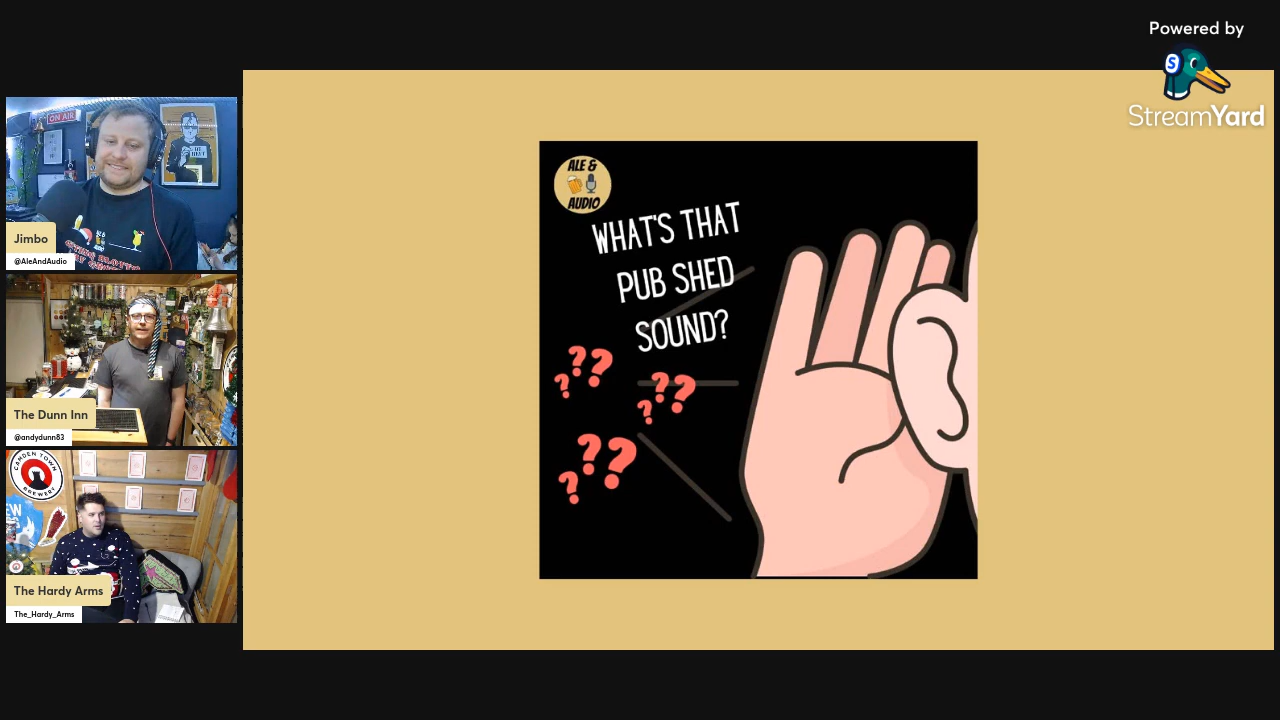 Powered by
StreamYard
ON AIR
Jimbo
@AleAndAudio
The Dunn Inn
@andydunn83
CAMDEN TOWN
BREWERY
The Hardy Arms
The_Hardy_Arms
ALE &
AUDIO
WHAT'S THAT
PUB SHED
SOUND?
?? ?
?? ?
?? ?